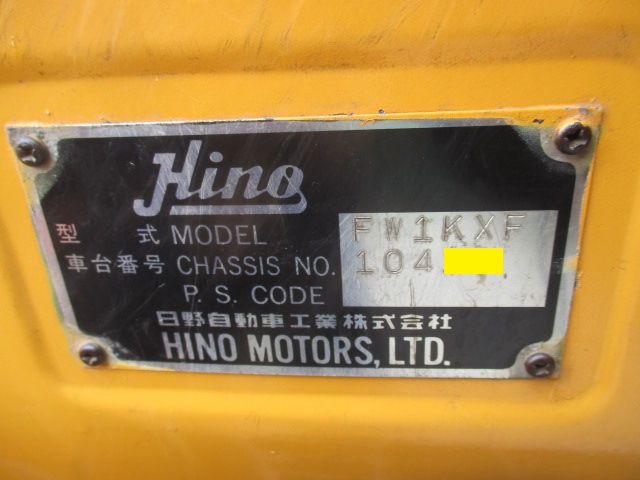 Hino
型式 MODEL FW1KXF
車台番号 CHASSIS NO. 104
P. S. CODE
日野自動車工業株式会社
HINO MOTORS, LTD.